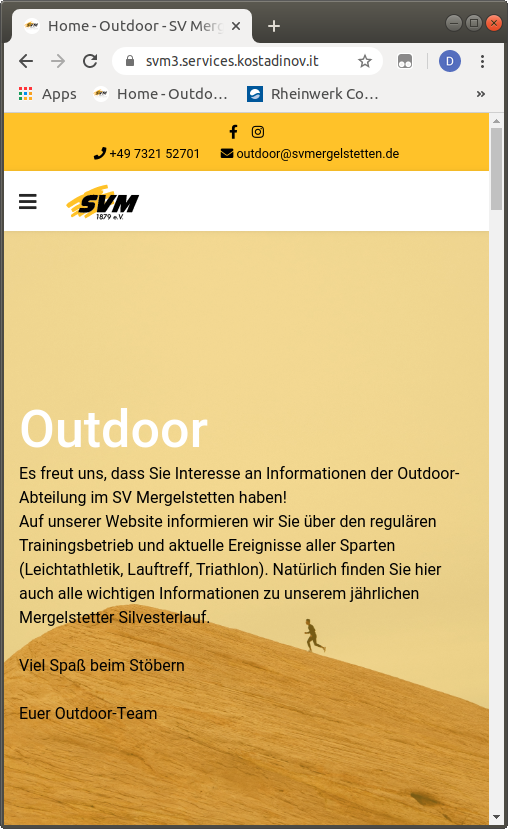 Home - Outdoor - SV Merg
svm3.services.kostadinov.it
D
Apps
Home - Outdo...
Rheinwerk Co...
»
+49 7321 52701
outdoor@svmergelstetten.de
SVM
1879 e.V.
Outdoor
Es freut uns, dass Sie Interesse an Informationen der Outdoor-
Abteilung im SV Mergelstetten haben!
Auf unserer Website informieren wir Sie über den regulären
Trainingsbetrieb und aktuelle Ereignisse aller Sparten
(Leichtathletik, Lauftreff, Triathlon). Natürlich finden Sie hier
auch alle wichtigen Informationen zu unserem jährlichen
Mergelstetter Silvesterlauf.
Viel Spaß beim Stöbern
Euer Outdoor-Team